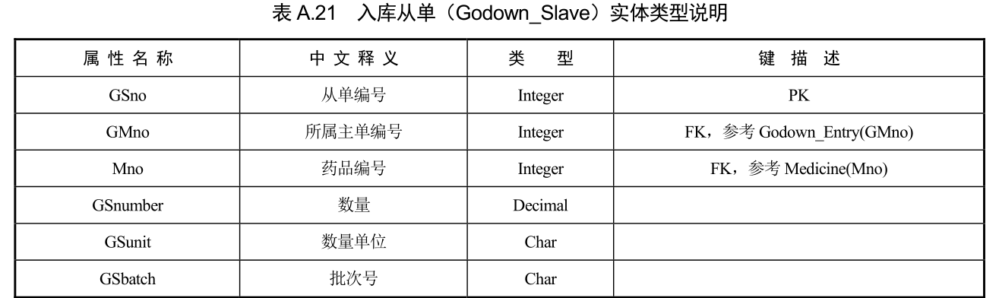 表 A.21 入库从单（Godown_Slave）实体类型说明
属 性 名 称 中 文 释 义 类 型 键 描 述
GSno 从单编号 Integer PK
GMno 所属主单编号 Integer FK，参考 Godown_Entry(GMno)
Mno 药品编号 Integer FK，参考 Medicine(Mno)
GSnumber 数量 Decimal
GSunit 数量单位 Char
GSbatch 批次号 Char